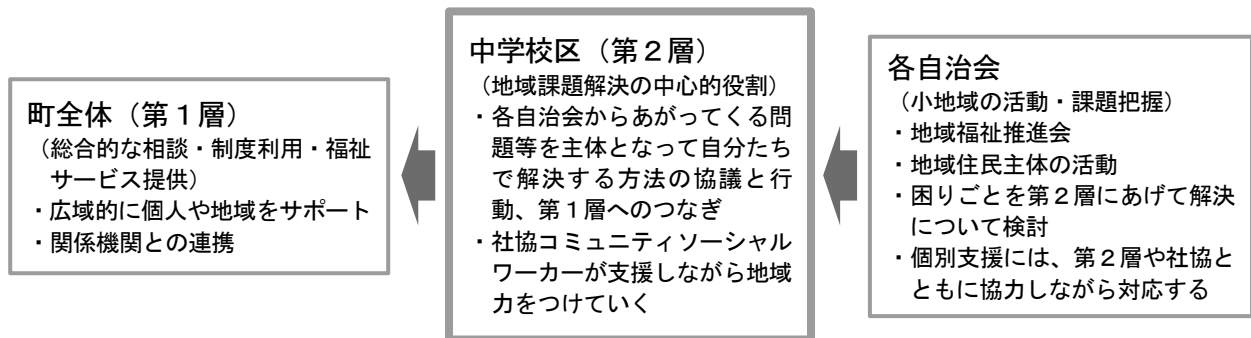 町全体（第１層）
（総合的な相談・制度利用・福祉
サービス提供）
・広域的に個人や地域をサポート
・関係機関との連携
中学校区（第２層）
（地域課題解決の中心的役割）
・各自治会からあがってくる問
題等を主体となって自分たち
で解決する方法の協議と行
動、第１層へのつなぎ
・社協コミュニティソーシャル
ワーカーが支援しながら地域
力をつけていく
各自治会
（小地域の活動・課題把握）
・地域福祉推進会
・地域住民主体の活動
・困りごとを第２層にあげて解決
について検討
・個別支援には、第２層や社協と
ともに協力しながら対応する